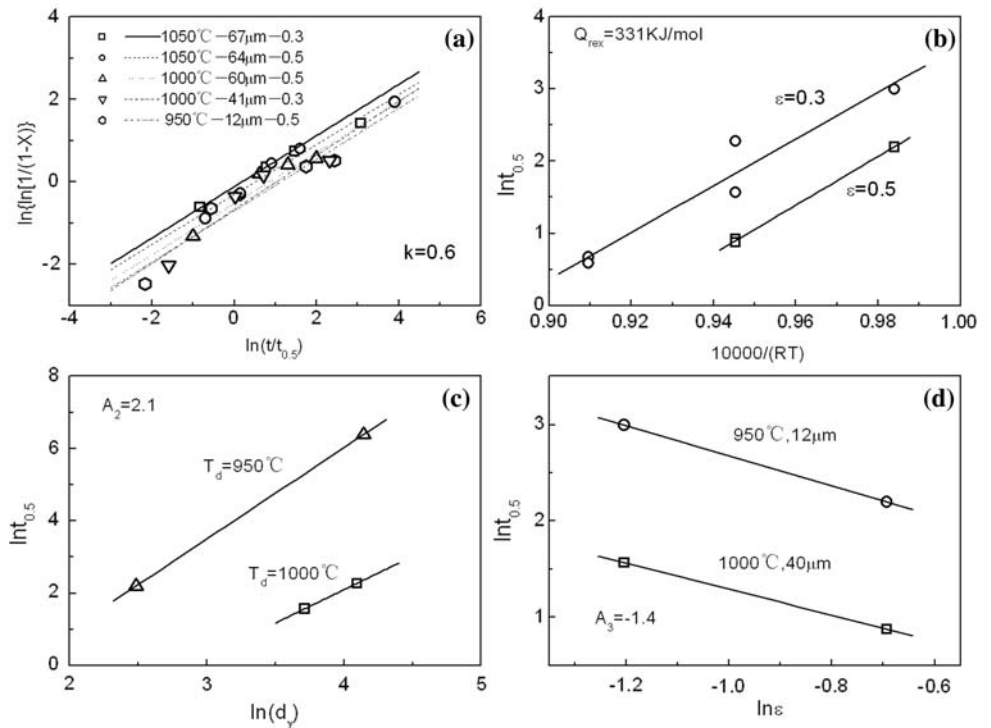 (a)
1050℃—67μm—0.3
1050℃—64μm—0.5
1000℃—60μm—0.5
1000℃—41μm—0.3
950℃—12μm—0.5
k=0.6
4
2
0
-2
ln{ln[1/(1-X)]}
-4 -2 0 2 4 6
ln(t/t0.5)
(b)
Qrex=331KJ/mol
ε=0.3
ε=0.5
4
3
2
1
0
lnt0.5
0.90 0.92 0.94 0.96 0.98 1.00
10000/(RT)
(c)
A2=2.1
Td=950℃
Td=1000℃
8
6
4
2
0
lnt0.5
2 3 4 5
ln(dγ)
(d)
950℃,12μm
1000℃,40μm
A3=-1.4
3
2
1
lnt0.5
-1.2 -1.0 -0.8 -0.6
lnε